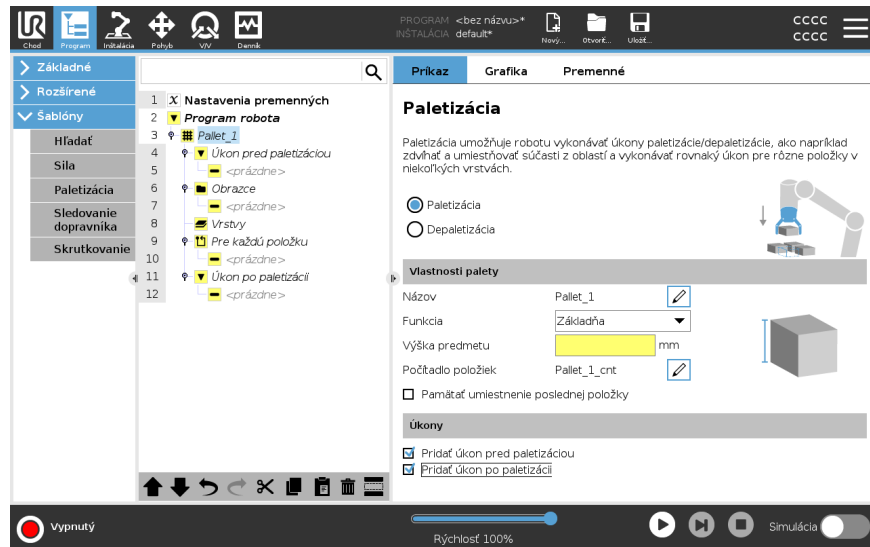 PROGRAM <bez názvu>*
INŠTALÁCIA default*
CCCC
CCCC
Chod
Program
Inštalácia
Pohyb
V/V
Denník
Nový...
Otvoriť...
Uložiť...
Základné
Rozšírené
Šablóny
Hľadať
Sila
Paletizácia
Sledovanie
dopravníka
Skrutkovanie
1 X Nastavenia premenných
2 Program robota
3 Pallet_1
4 Úkon pred paletizáciou
5 <prázdne>
6 Obrazce
7 <prázdne>
8 Vrstvy
9 Pre každú položku
10 <prázdne>
11 Úkon po paletizácii
12 <prázdne>
Príkaz
Grafika
Premenné
Paletizácia
Paletizácia umožňuje robotu vykonávať úkony paletizácie/depaletizácie, ako napríklad
zdvíhať a umiestňovať súčasti z oblastí a vykonávať rovnaký úkon pre rôzne položky v
niekoľkých vrstvách.
Paletizácia
Depaletizácia
Vlastnosti palety
Názov Pallet_1
Funkcia Základňa
Výška predmetu mm
Počítadlo položiek Pallet_1_cnt
Pamätať umiestnenie poslednej položky
Úkony
Pridať úkon pred paletizáciou
Pridať úkon po paletizácii
Vypnutý
Rýchlosť 100%
Simulácia